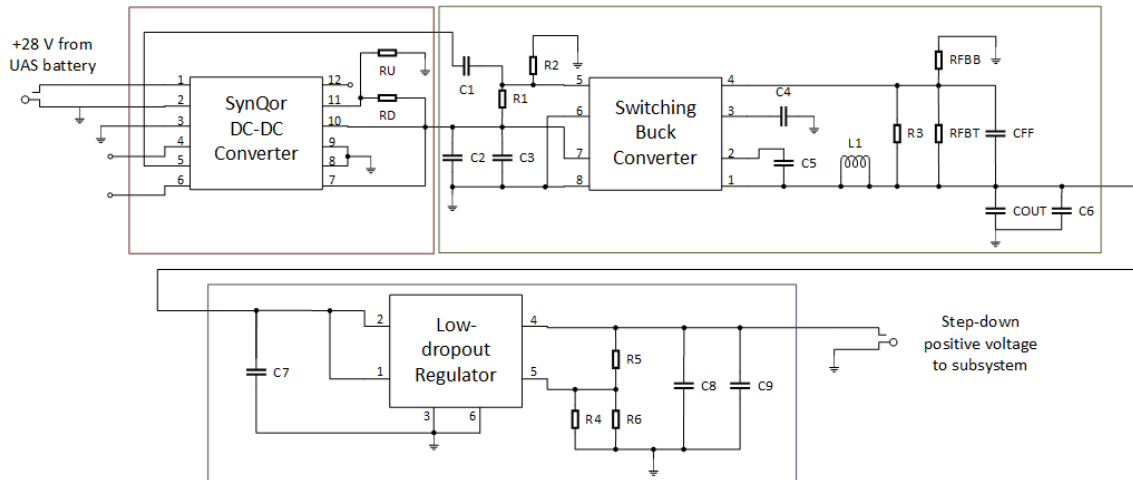 +28 V from
UAS battery
1
2
3
4
5
6
SynQor
DC-DC
Converter
12
11
10
9
8
7
RU
RD
C1
R2
R1
C2
C3
5
6
7
8
Switching
Buck
Converter
4
3
2
1
C4
C5
L1
R3
RFBB
RFBT
CFF
COUT
C6
C7
2
1
Low-
dropout
Regulator
3
6
4
5
R5
R4
R6
C8
C9
Step-down
positive voltage
to subsystem